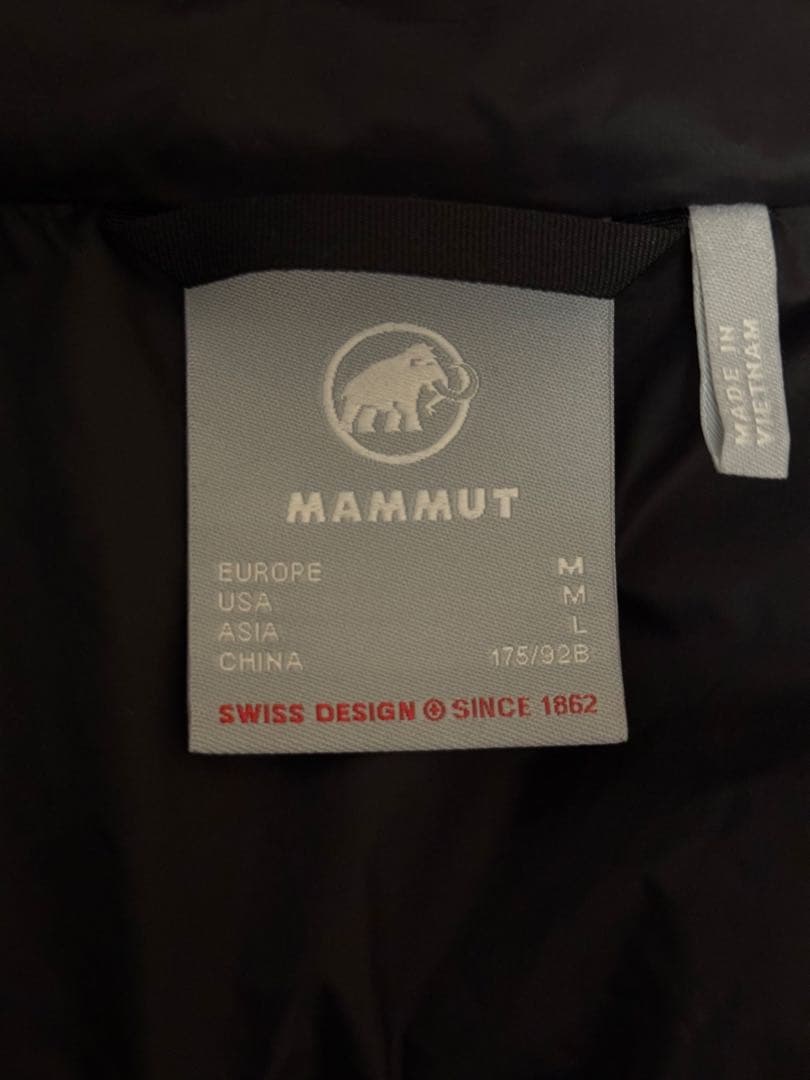 MAMMUT
EUROPE M
USA M
ASIA L
CHINA 175/92B
SWISS DESIGN SINCE 1862
MADE IN
VIETNAM